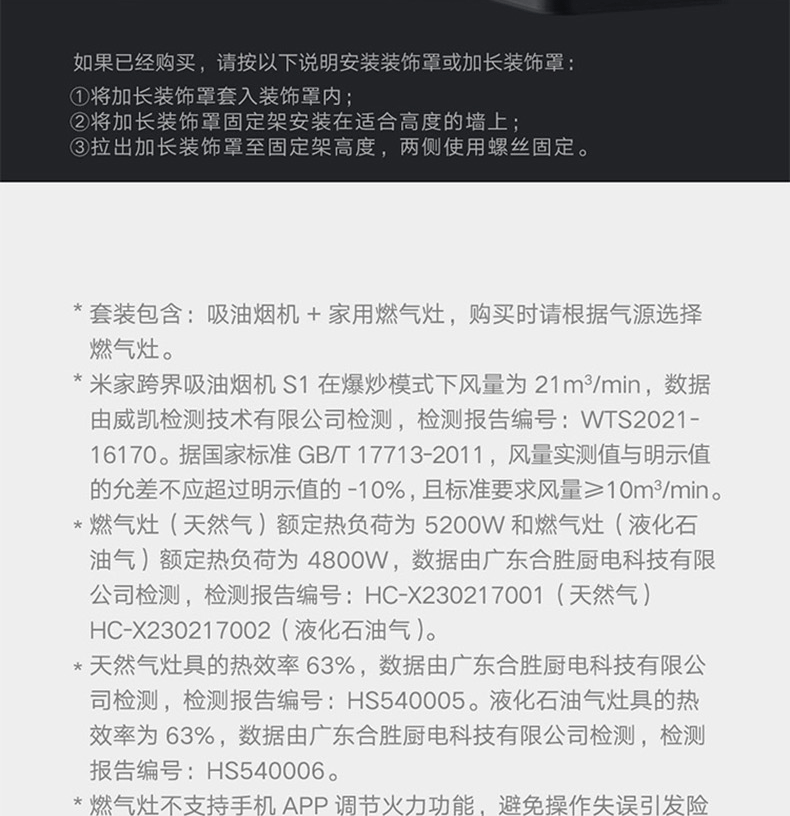 如果已经购买，请按以下说明安装装饰罩或加长装饰罩：
①将加长装饰罩套入装饰罩内；
②将加长装饰罩固定架安装在适合高度的墙上；
③拉出加长装饰罩至固定架高度，两侧使用螺丝固定。
* 套装包含：吸油烟机 + 家用燃气灶，购买时请根据气源选择
燃气灶。
* 米家跨界吸油烟机 S1 在爆炒模式下风量为 21m³/min，数据
由威凯检测技术有限公司检测，检测报告编号：WTS2021-
16170。据国家标准 GB/T 17713-2011，风量实测值与明示值
的允差不应超过明示值的 -10%，且标准要求风量≥10m³/min。
* 燃气灶（天然气）额定热负荷为 5200W 和燃气灶（液化石
油气）额定热负荷为 4800W，数据由广东合胜厨电科技有限
公司检测，检测报告编号：HC-X230217001（天然气）
HC-X230217002（液化石油气）。
* 天然气灶具的热效率 63%，数据由广东合胜厨电科技有限公
司检测，检测报告编号：HS540005。液化石油气灶具的热
效率为 63%，数据由广东合胜厨电科技有限公司检测，检测
报告编号：HS540006。
* 燃气灶不支持手机 APP 调节火力功能，避免操作失误引发险